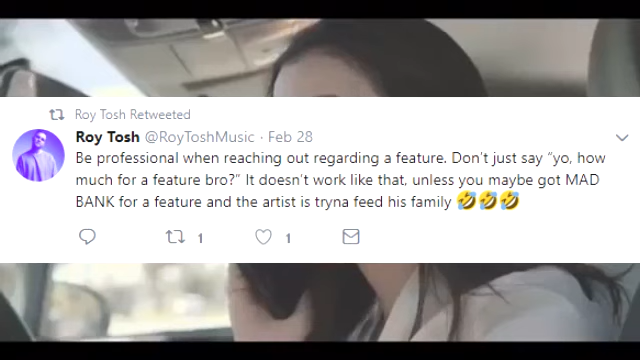 Roy Tosh Retweeted
Roy Tosh @RoyToshMusic · Feb 28
Be professional when reaching out regarding a feature. Don't just say “yo, how
much for a feature bro?” It doesn't work like that, unless you maybe got MAD
BANK for a feature and the artist is tryna feed his family 🤣🤣🤣
1 1